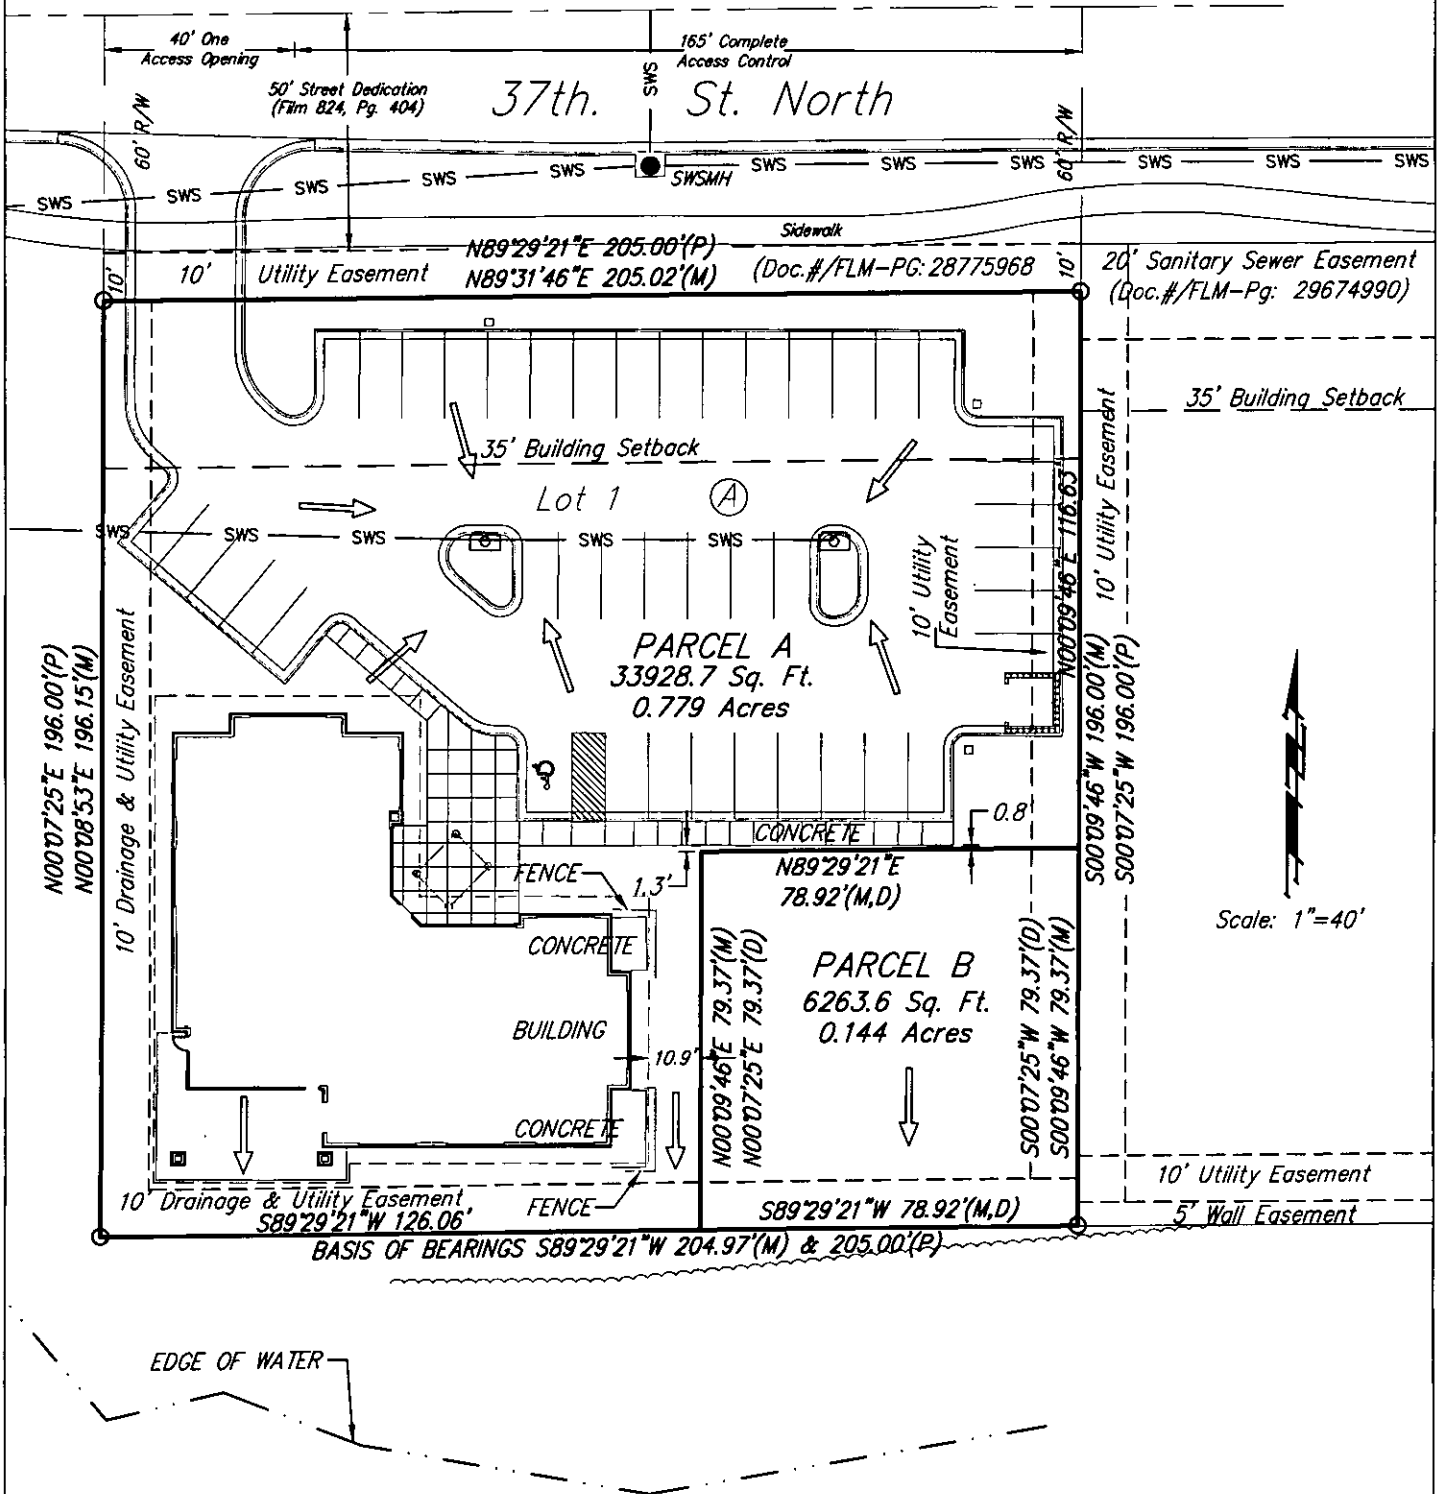 40' One
Access Opening
165' Complete
Access Control
50' Street Dedication
(Film 824, Pg. 404)
37th. St. North
SWS
60' R/W
60' R/W
SWS SWS SWS SWS SWS SWS SWS SWS SWS SWS SWS
SWSMH
Sidewalk
N89°29'21"E 205.00'(P)
10' Utility Easement
N89°31'46"E 205.02'(M)
(Doc.#/FLM-PG: 28775968
10'
10'
20' Sanitary Sewer Easement
(Doc.#/FLM-Pg: 29674990)
35' Building Setback
35' Building Setback
Lot 1 A
SWS SWS SWS SWS SWS
10' Utility
Easement
N00°09'46"E 116.63
10' Utility Easement
PARCEL A
33928.7 Sq. Ft.
0.779 Acres
N00°07'25"E 196.00'(P)
N00°08'53"E 196.15'(M)
10' Drainage & Utility Easement
S00°09'46"W 196.00'(M)
S00°07'25"W 196.00'(P)
0.8'
CONCRETE
N89°29'21"E
78.92'(M,D)
FENCE
1.3'
Scale: 1"=40'
CONCRETE
PARCEL B
6263.6 Sq. Ft.
0.144 Acres
N00°09'46"E 79.37'(M)
N00°07'25"E 79.37'(D)
S00°07'25"W 79.37'(D)
S00°09'46"W 79.37'(M)
BUILDING
10.9'
CONCRETE
10' Utility Easement
10' Drainage & Utility Easement
FENCE
S89°29'21"W 126.06'
S89°29'21"W 78.92'(M,D)
5' Wall Easement
BASIS OF BEARINGS S89°29'21"W 204.97'(M) & 205.00'(P)
EDGE OF WATER